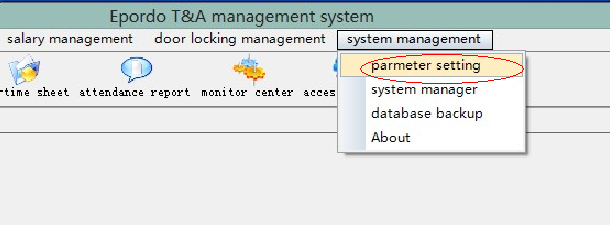 Epordo T&A management system
salary management door locking management system management
parmeter setting
time sheet attendance report monitor center acces
system manager
database backup
About